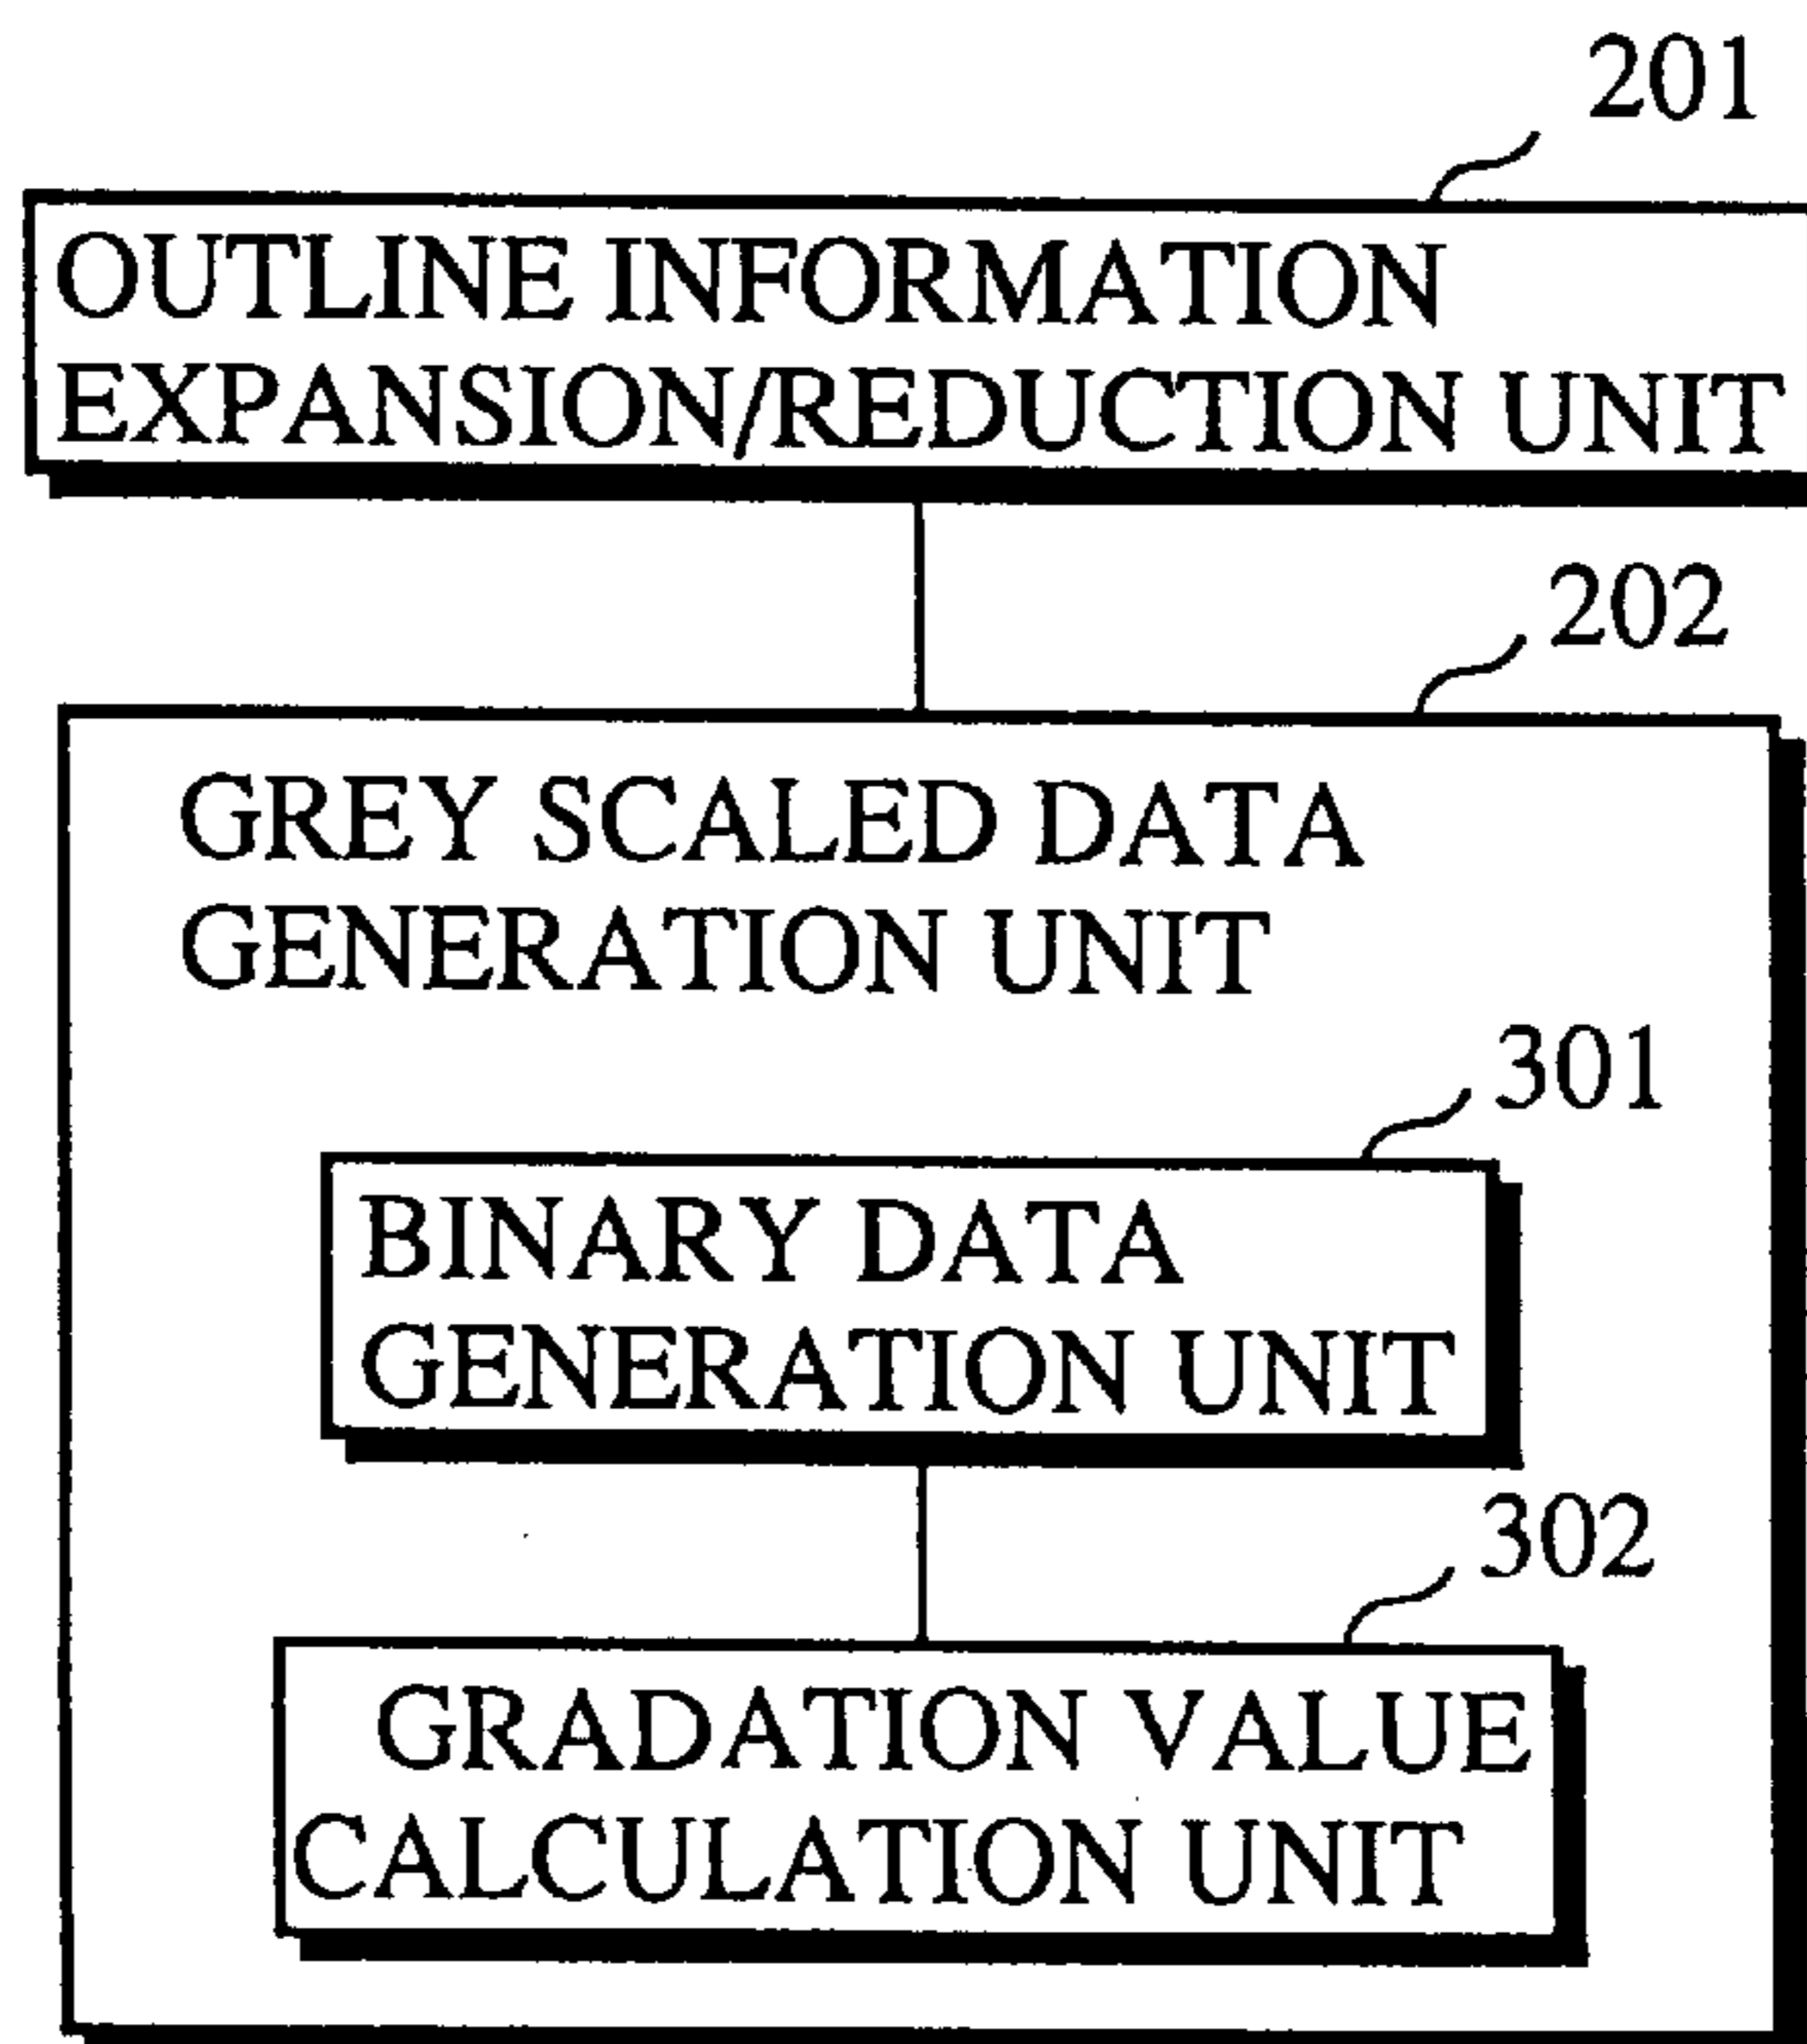 201
OUTLINE INFORMATION
EXPANSION/REDUCTION UNIT
202
GREY SCALED DATA
GENERATION UNIT
301
BINARY DATA
GENERATION UNIT
302
GRADATION VALUE
CALCULATION UNIT